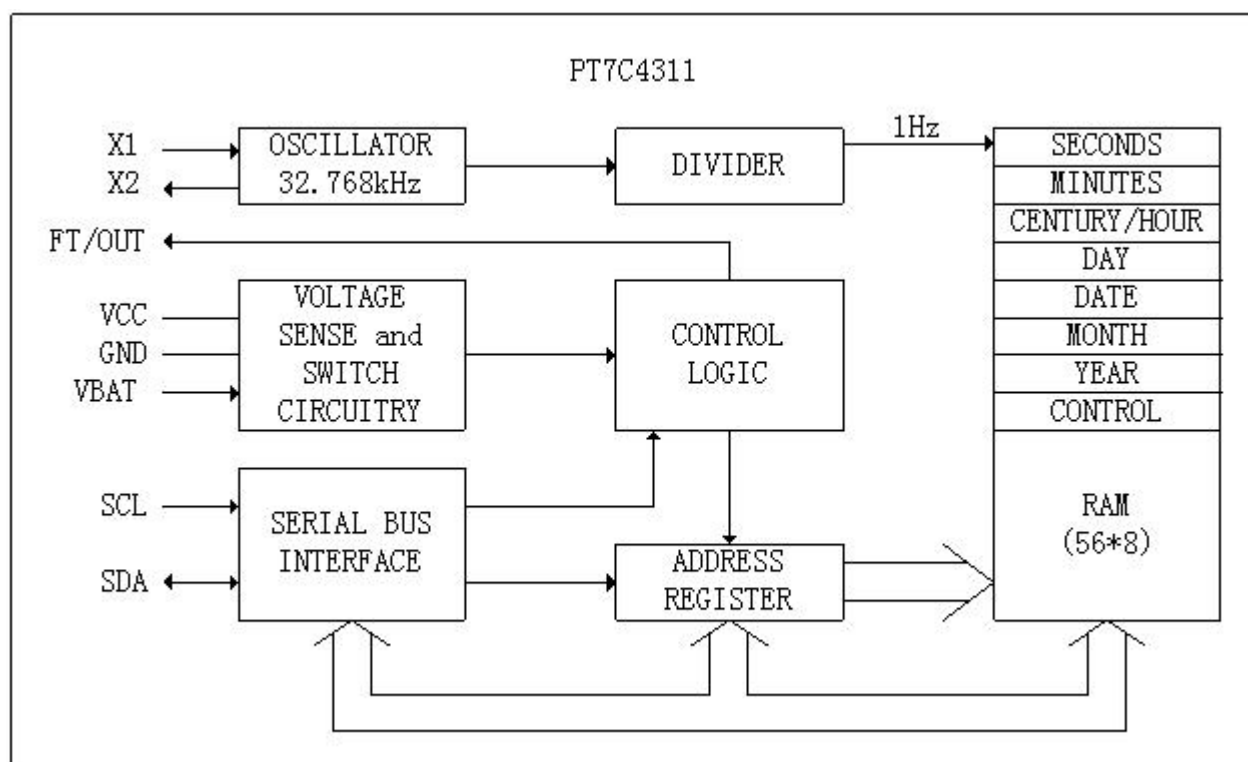 PT7C4311
X1
X2
OSCILLATOR
32.768kHz
DIVIDER
1Hz
SECONDS
MINUTES
CENTURY/HOUR
DAY
DATE
MONTH
YEAR
CONTROL
RAM
(56*8)
FT/OUT
VCC
GND
VBAT
VOLTAGE
SENSE and
SWITCH
CIRCUITRY
CONTROL
LOGIC
SCL
SDA
SERIAL BUS
INTERFACE
ADDRESS
REGISTER